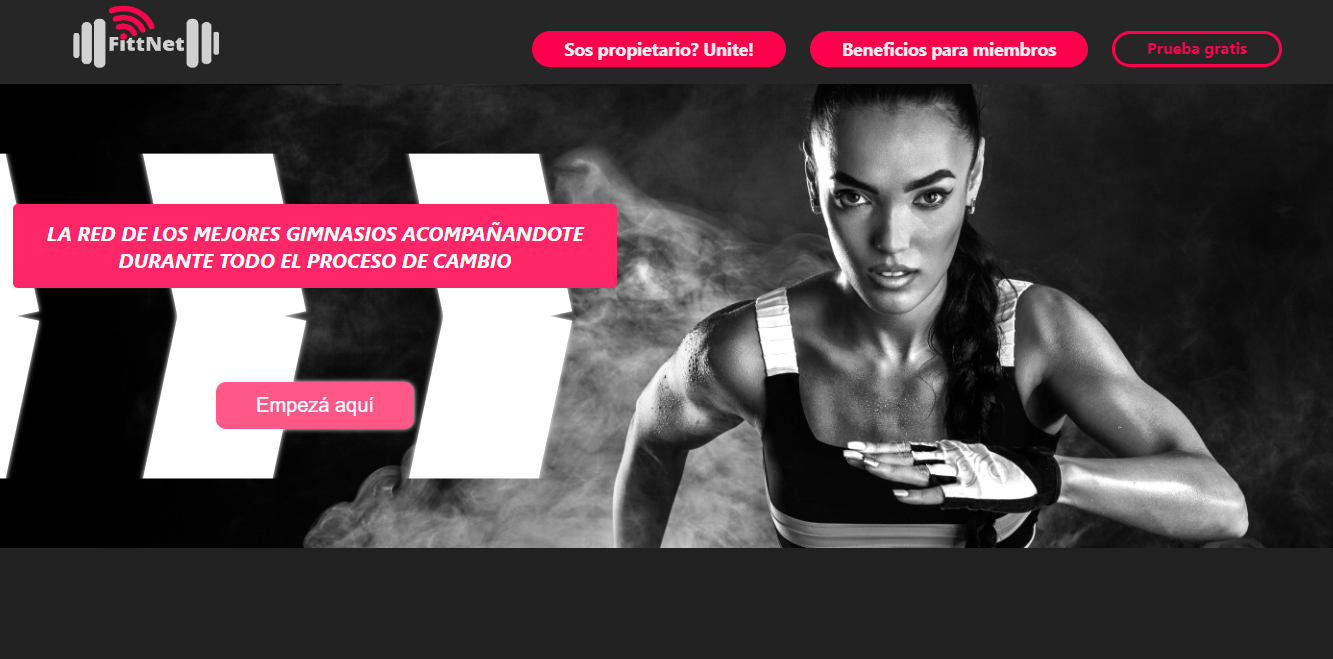 FittNet
Sos propietario? Unite!
Beneficios para miembros
Prueba gratis
LA RED DE LOS MEJORES GIMNASIOS ACOMPAÑANDOTE
DURANTE TODO EL PROCESO DE CAMBIO
Empezá aquí